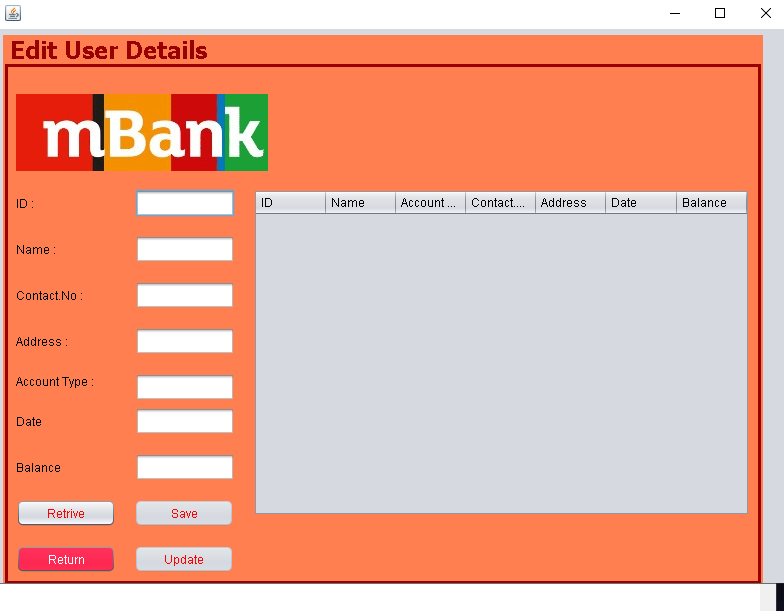 Edit User Details
mBank
ID :
ID Name Account ... Contact.... Address Date Balance
Name :
Contact.No :
Address :
Account Type :
Date
Balance
Retrive Save
Return Update